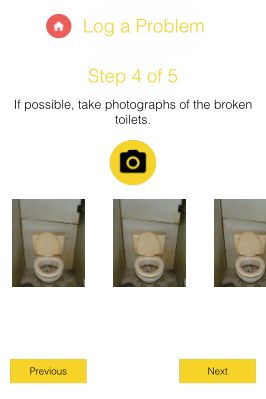 Log a Problem
Step 4 of 5
If possible, take photographs of the broken
toilets.
Previous
Next